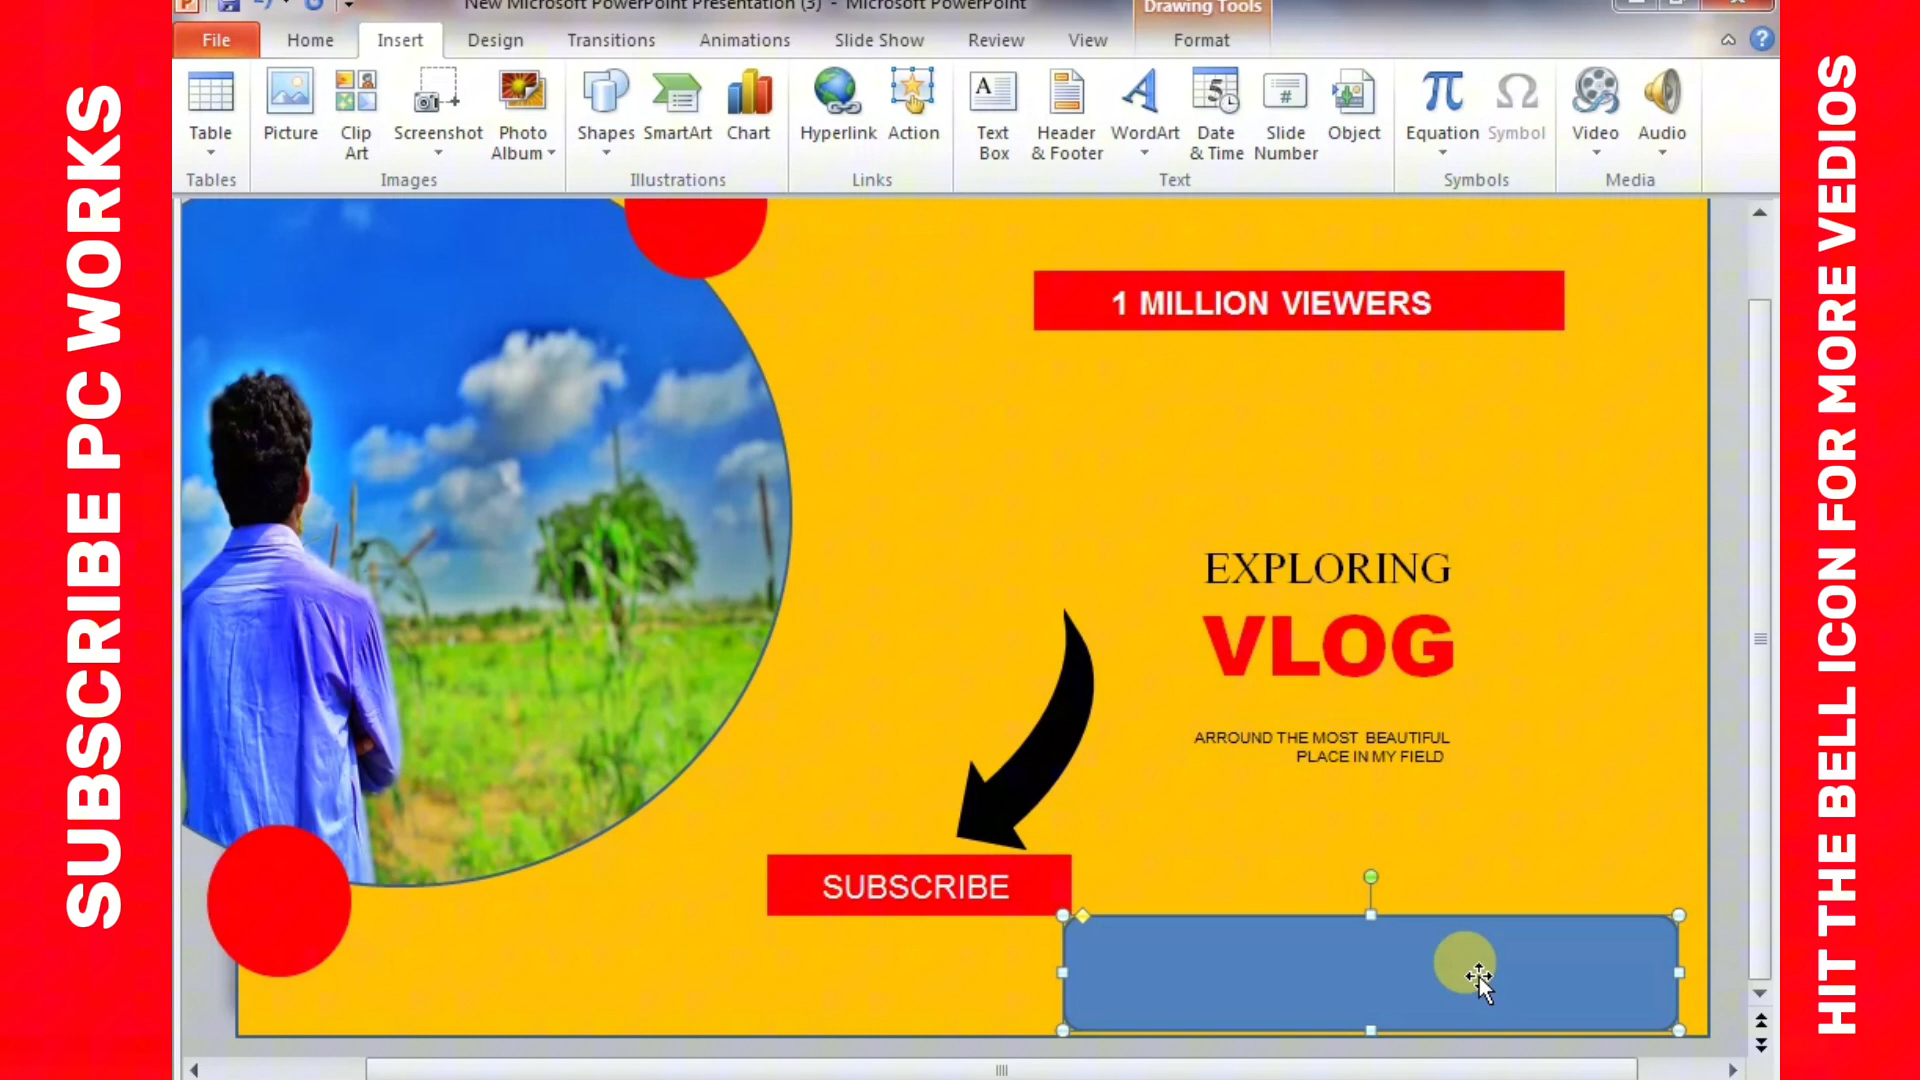 SUBSCRIBE PC WORKS
New Microsoft PowerPoint Presentation (3) - Microsoft PowerPoint
Drawing Tools
File Home Insert Design Transitions Animations Slide Show Review View Format
Table
Picture
Clip
Art
Screenshot
Photo
Album
Shapes
SmartArt
Chart
Hyperlink
Action
Text
Box
Header
& Footer
WordArt
Date
& Time
Slide
Number
Object
Equation
Symbol
Video
Audio
Tables Images Illustrations Links Text Symbols Media
1 MILLION VIEWERS
EXPLORING
VLOG
ARROUND THE MOST BEAUTIFUL
PLACE IN MY FIELD
SUBSCRIBE
HIT THE BELL ICON FOR MORE VEDIOS